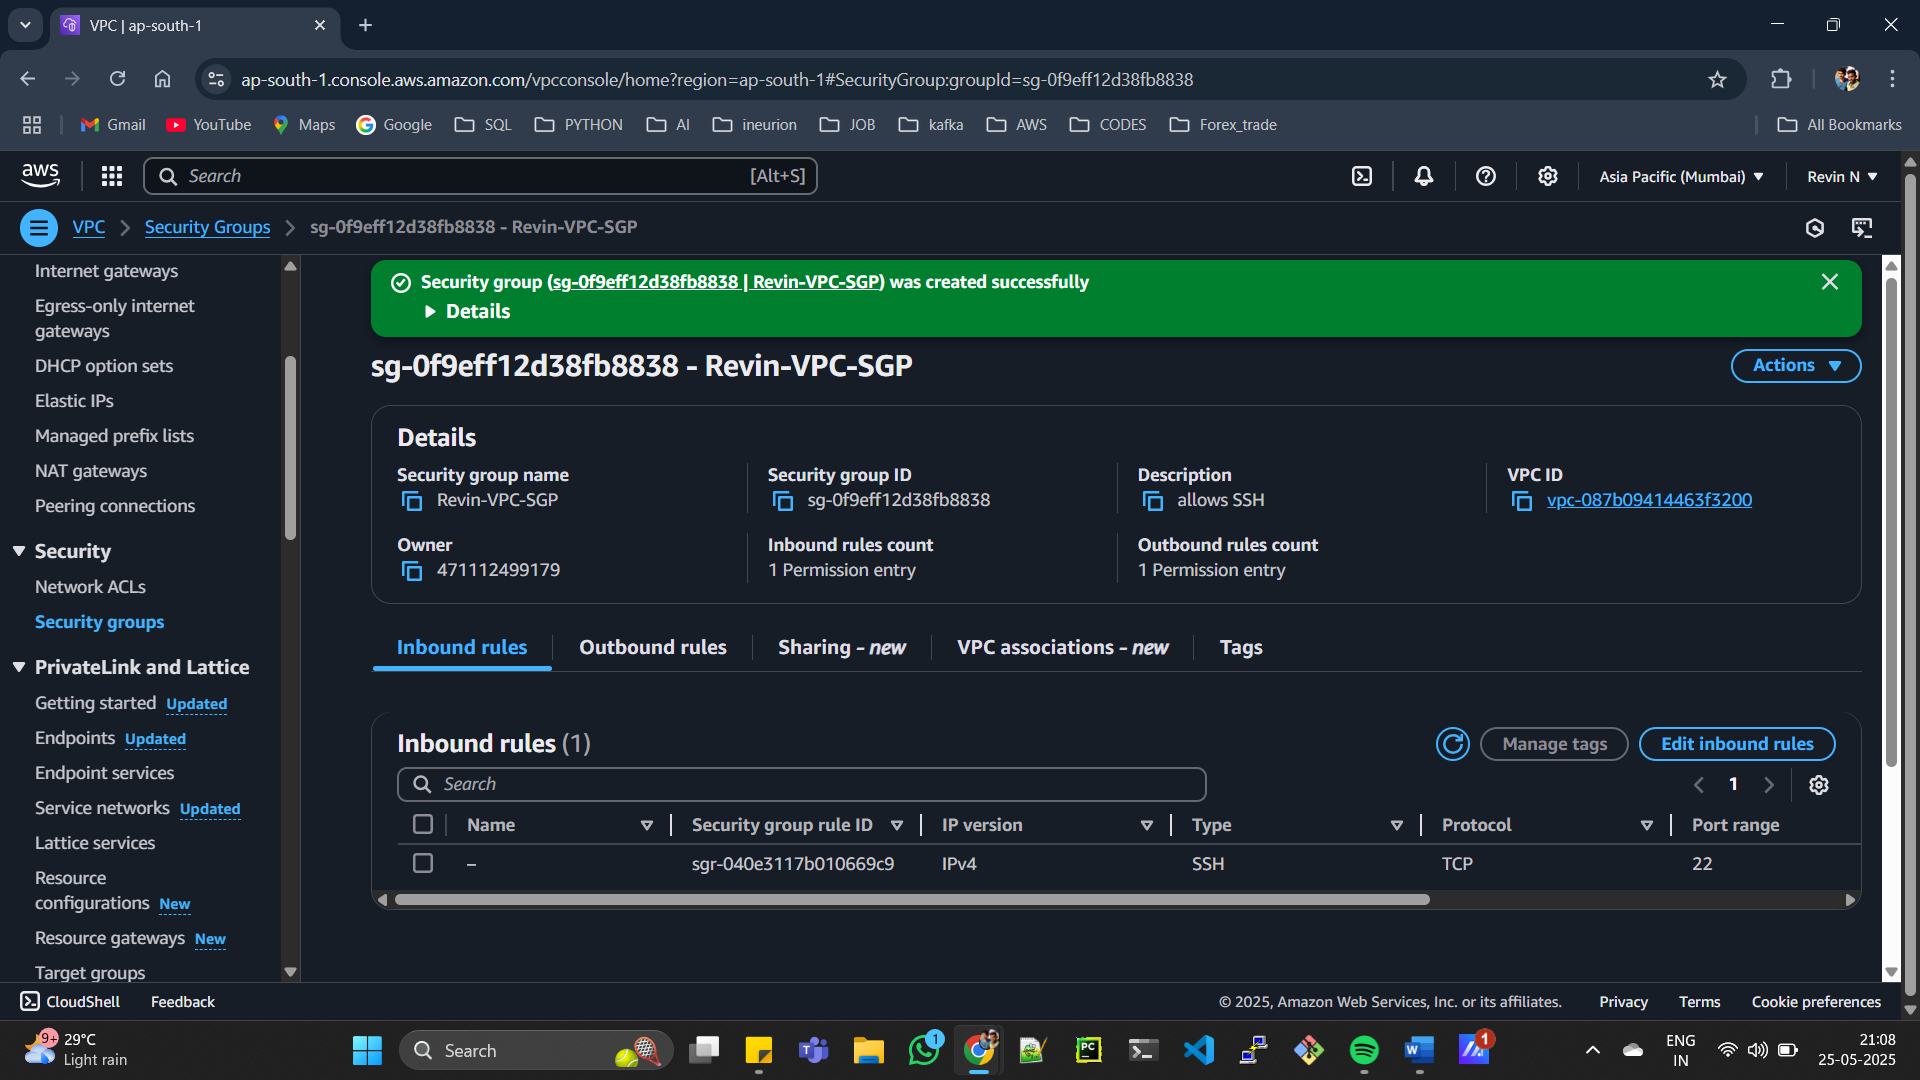 VPC | ap-south-1
ap-south-1.console.aws.amazon.com/vpcconsole/home?region=ap-south-1#SecurityGroup:groupId=sg-0f9eff12d38fb8838
Gmail YouTube Maps Google SQL PYTHON AI ineurion JOB kafka AWS CODES Forex_trade All Bookmarks
aws Search [Alt+S] Asia Pacific (Mumbai) Revin N
VPC Security Groups sg-0f9eff12d38fb8838 - Revin-VPC-SGP
Internet gateways
Egress-only internet
gateways
DHCP option sets
Elastic IPs
Managed prefix lists
NAT gateways
Peering connections
Security
Network ACLs
Security groups
PrivateLink and Lattice
Getting started Updated
Endpoints Updated
Endpoint services
Service networks Updated
Lattice services
Resource
configurations New
Resource gateways New
Target groups
Security group (sg-0f9eff12d38fb8838 | Revin-VPC-SGP) was created successfully
Details
sg-0f9eff12d38fb8838 - Revin-VPC-SGP
Actions
Details
Security group name Security group ID Description VPC ID
Revin-VPC-SGP sg-0f9eff12d38fb8838 allows SSH vpc-087b09414463f3200
Owner Inbound rules count Outbound rules count
471112499179 1 Permission entry 1 Permission entry
Inbound rules Outbound rules Sharing - new VPC associations - new Tags
Inbound rules (1) Manage tags Edit inbound rules
Search 1
Name Security group rule ID IP version Type Protocol Port range
– sgr-040e3117b010669c9 IPv4 SSH TCP 22
CloudShell Feedback © 2025, Amazon Web Services, Inc. or its affiliates. Privacy Terms Cookie preferences
9+ 29°C
Light rain
Search
T
1
PC
W
1
ENG
IN
21:08
25-05-2025